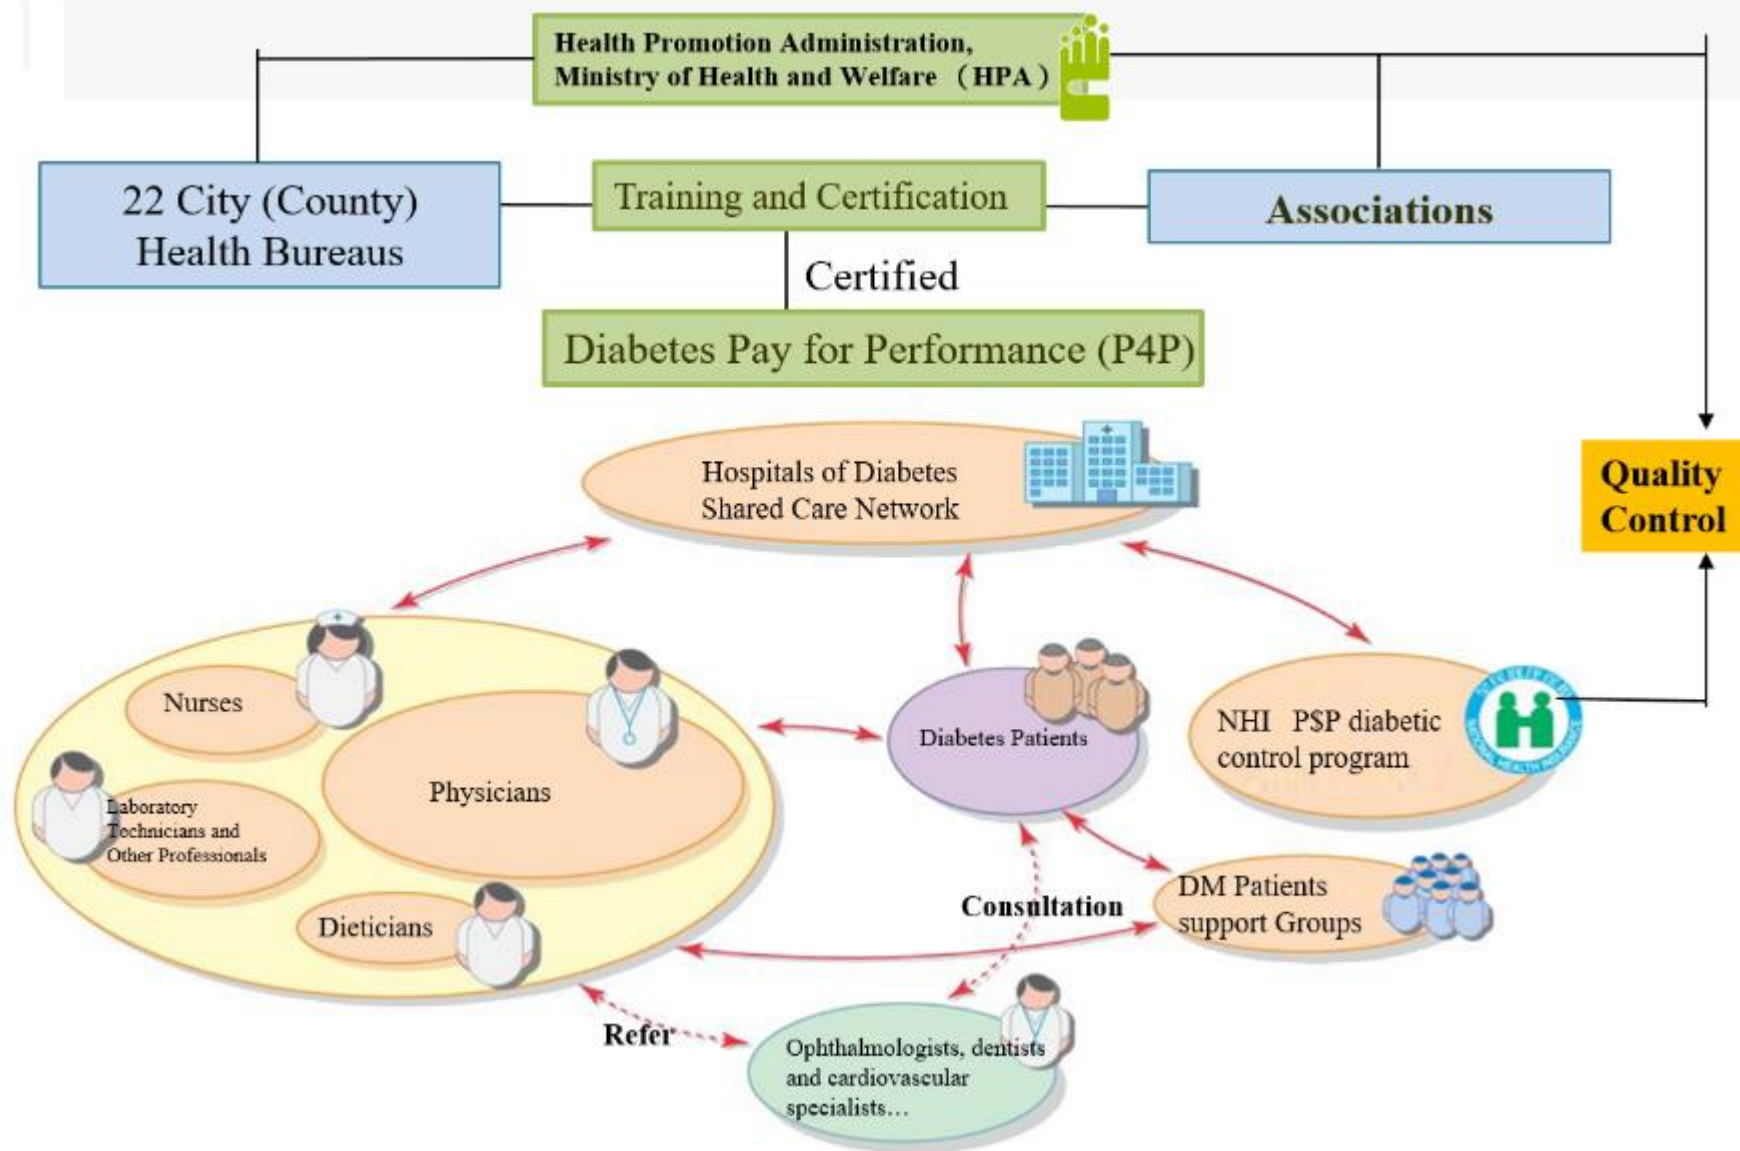 Health Promotion Administration,
Ministry of Health and Welfare （HPA）
22 City (County)
Health Bureaus
Training and Certification
Associations
Certified
Diabetes Pay for Performance (P4P)
Hospitals of Diabetes
Shared Care Network
Quality
Control
Nurses
Physicians
Laboratory
Technicians and
Other Professionals
Dieticians
Diabetes Patients
NHI P$P diabetic
control program
NATIONAL HEALTH INSURANCE
DM Patients
support Groups
Consultation
Refer
Ophthalmologists, dentists
and cardiovascular
specialists…